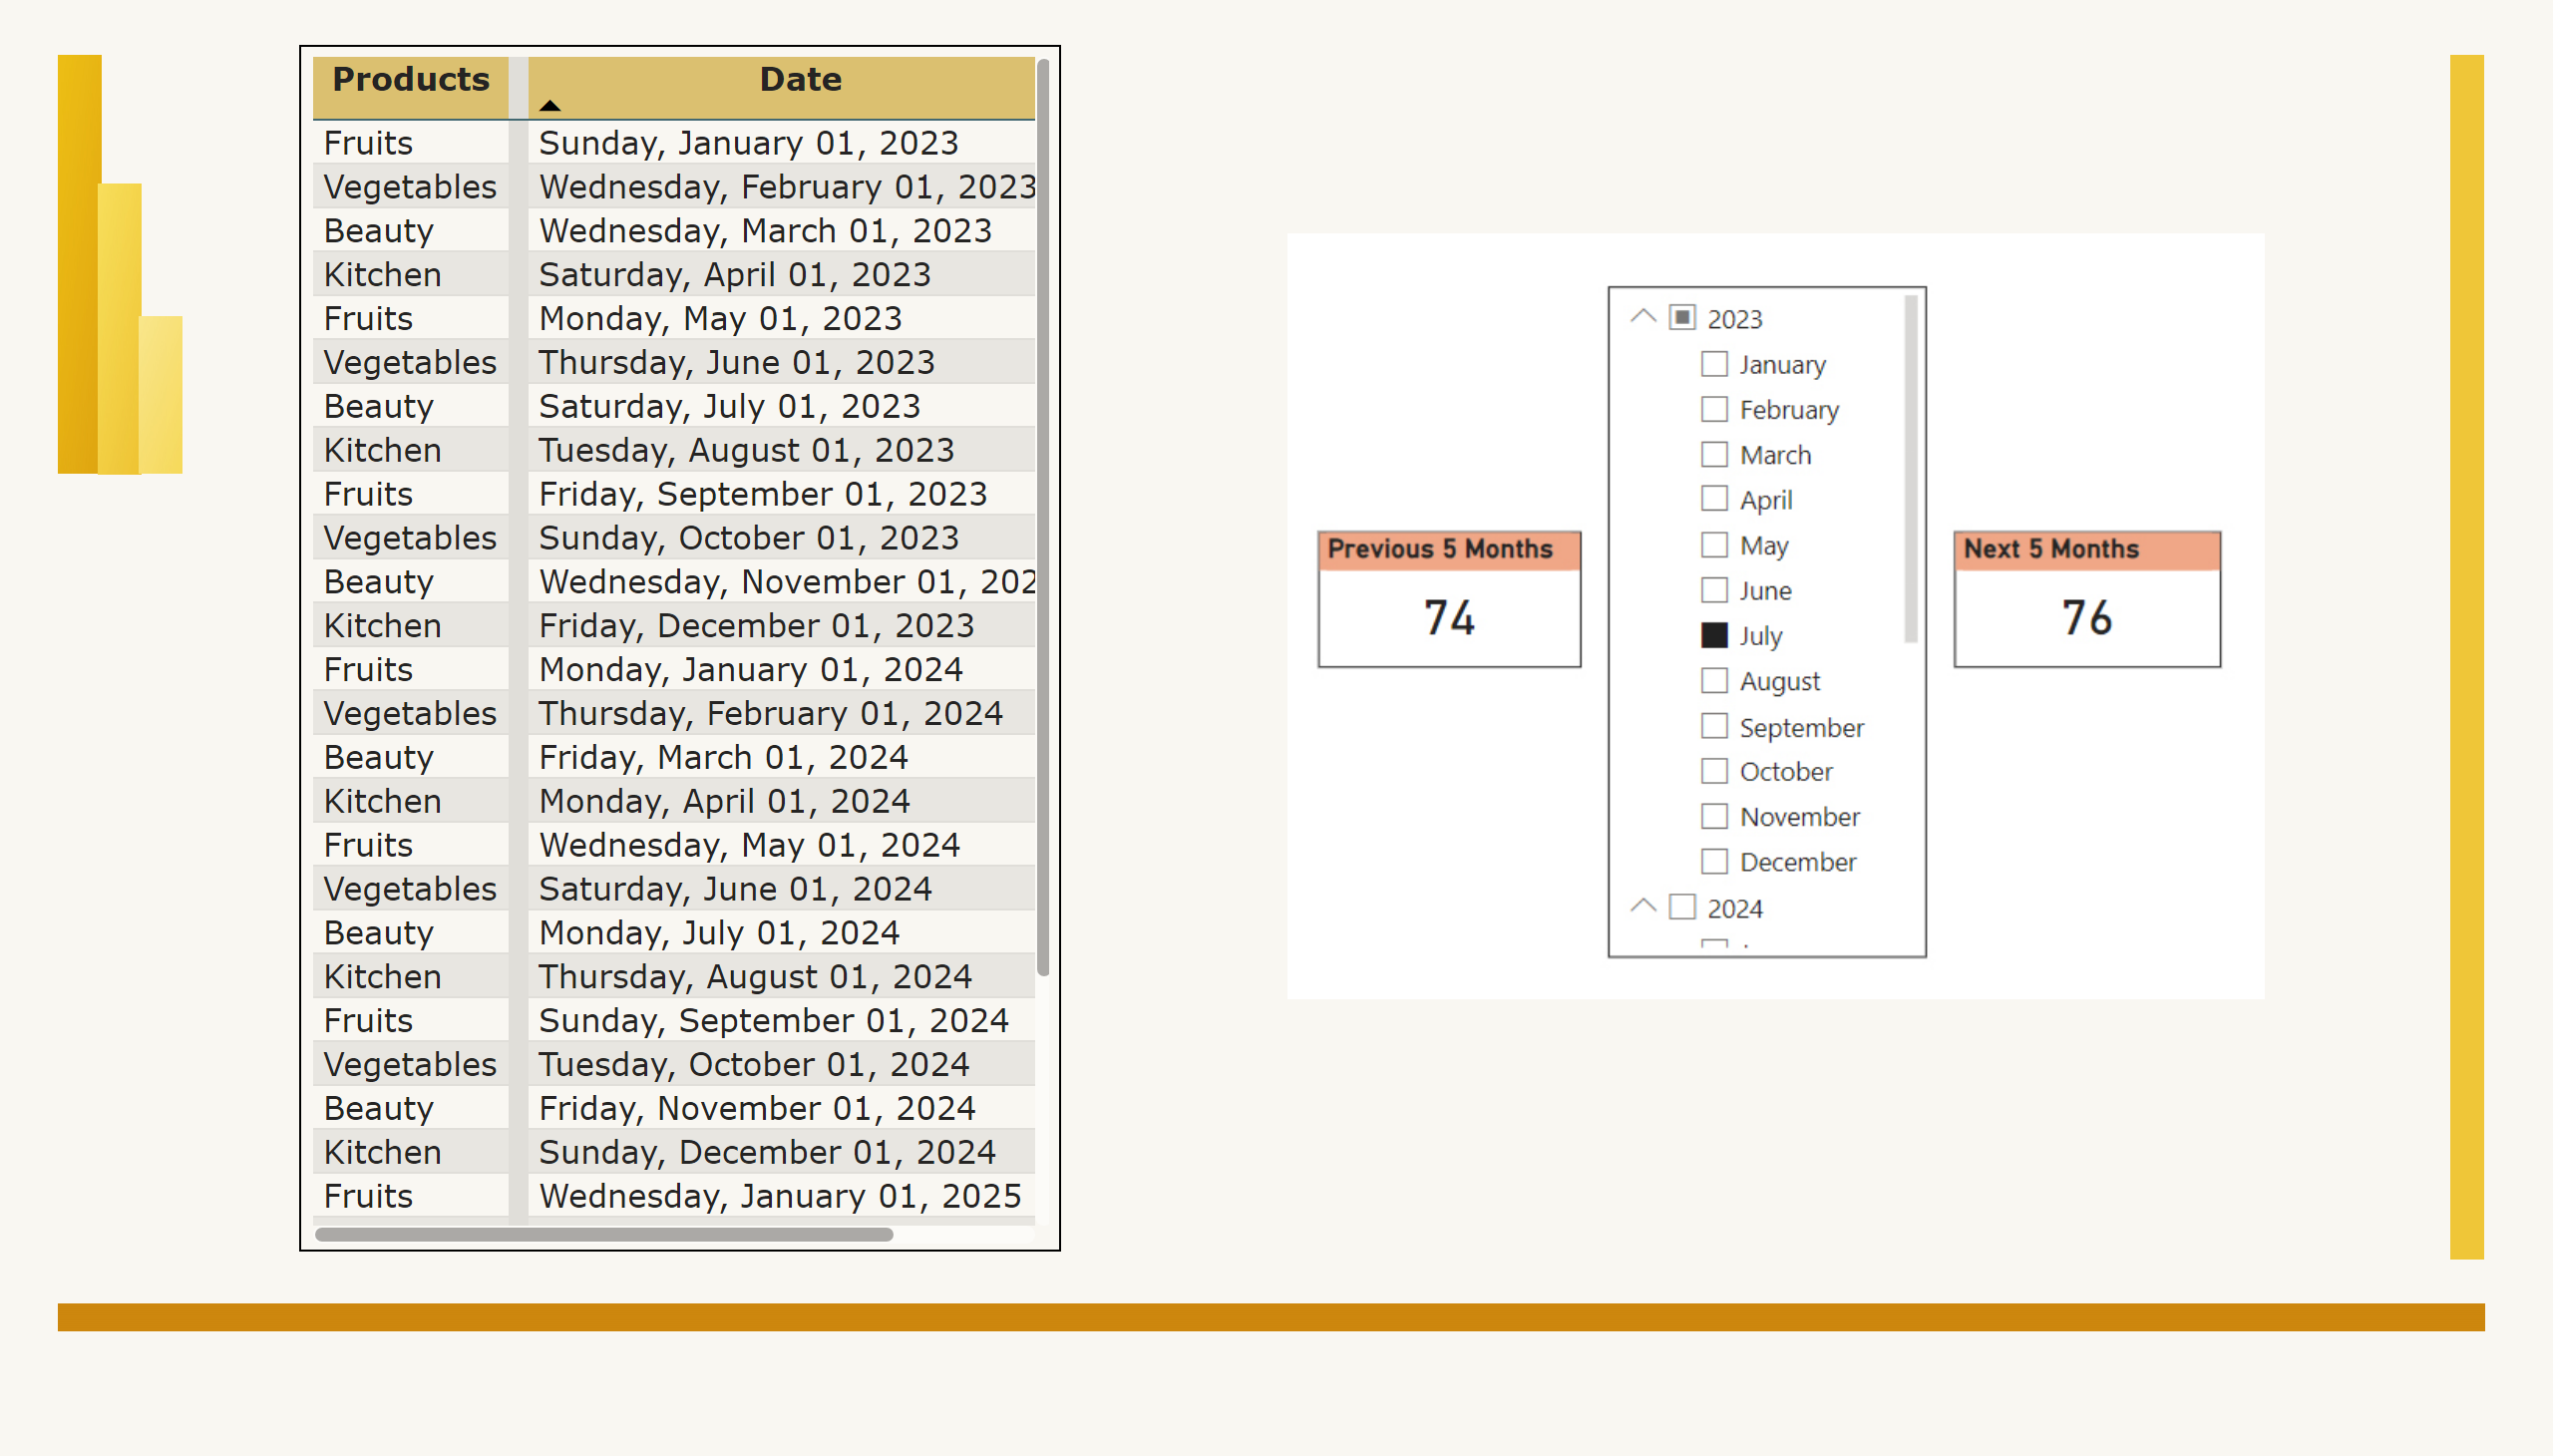 Products Date
Fruits Sunday, January 01, 2023
Vegetables Wednesday, February 01, 2023
Beauty Wednesday, March 01, 2023
Kitchen Saturday, April 01, 2023
Fruits Monday, May 01, 2023
Vegetables Thursday, June 01, 2023
Beauty Saturday, July 01, 2023
Kitchen Tuesday, August 01, 2023
Fruits Friday, September 01, 2023
Vegetables Sunday, October 01, 2023
Beauty Wednesday, November 01, 202
Kitchen Friday, December 01, 2023
Fruits Monday, January 01, 2024
Vegetables Thursday, February 01, 2024
Beauty Friday, March 01, 2024
Kitchen Monday, April 01, 2024
Fruits Wednesday, May 01, 2024
Vegetables Saturday, June 01, 2024
Beauty Monday, July 01, 2024
Kitchen Thursday, August 01, 2024
Fruits Sunday, September 01, 2024
Vegetables Tuesday, October 01, 2024
Beauty Friday, November 01, 2024
Kitchen Sunday, December 01, 2024
Fruits Wednesday, January 01, 2025
Previous 5 Months
74
2023
January
February
March
April
May
June
July
August
September
October
November
December
2024
Next 5 Months
76